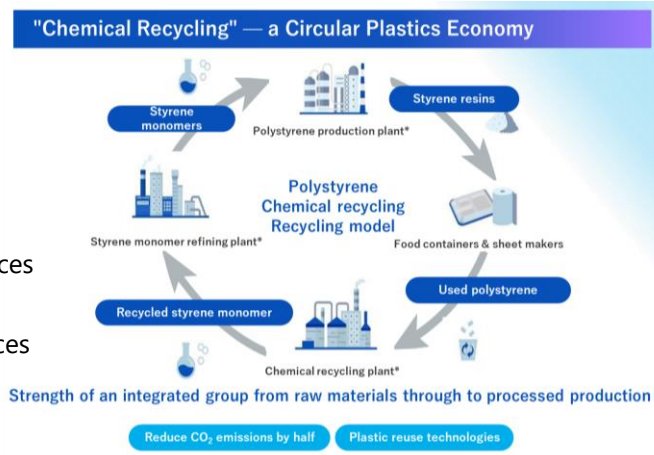 "Chemical Recycling" — a Circular Plastics Economy
Styrene
monomers
Polystyrene production plant*
Styrene resins
Polystyrene
Chemical recycling
Recycling model
Styrene monomer refining plant*
Food containers & sheet makers
ces
Used polystyrene
Recycled styrene monomer
ces
Chemical recycling plant*
Strength of an integrated group from raw materials through to processed production
Reduce CO₂ emissions by half
Plastic reuse technologies